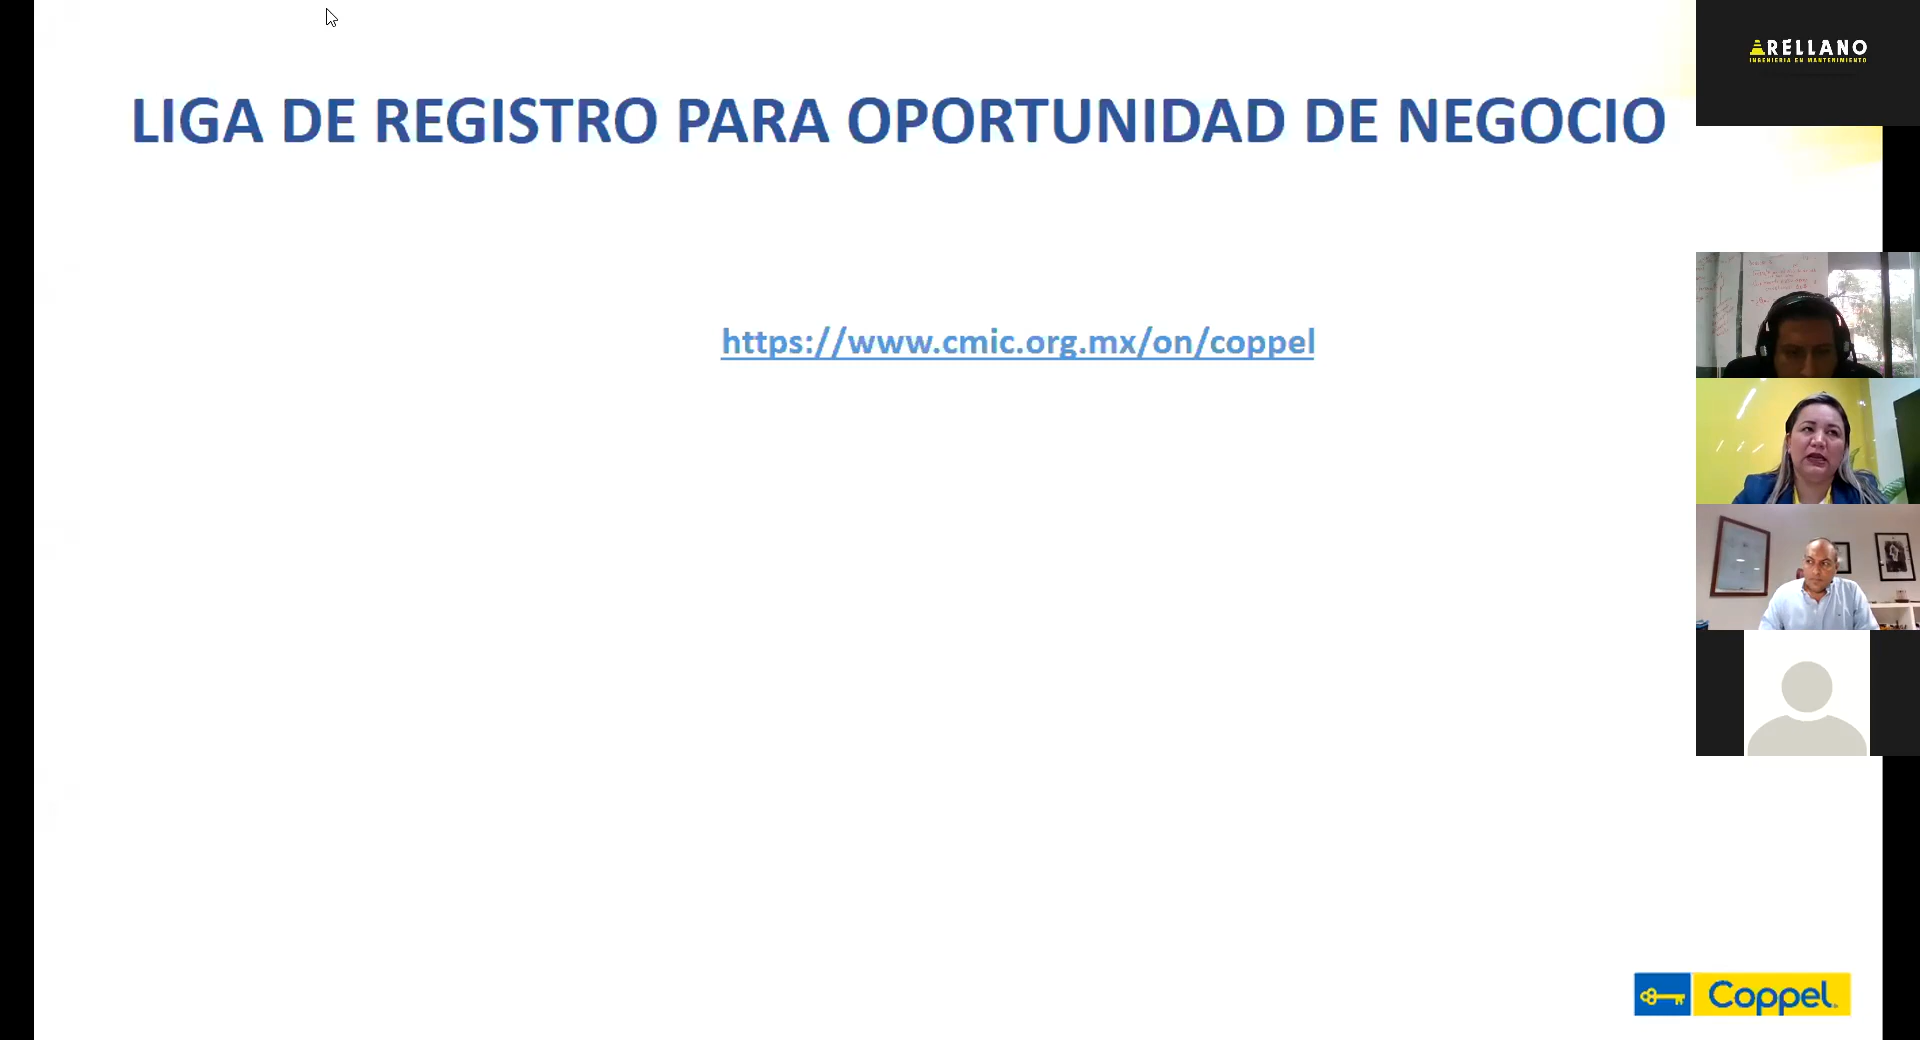 LIGA DE REGISTRO PARA OPORTUNIDAD DE NEGOCIO
https://www.cmic.org.mx/on/coppel
ARELLANO
INGENIERIA EN MANTENIMIENTO
Coppel